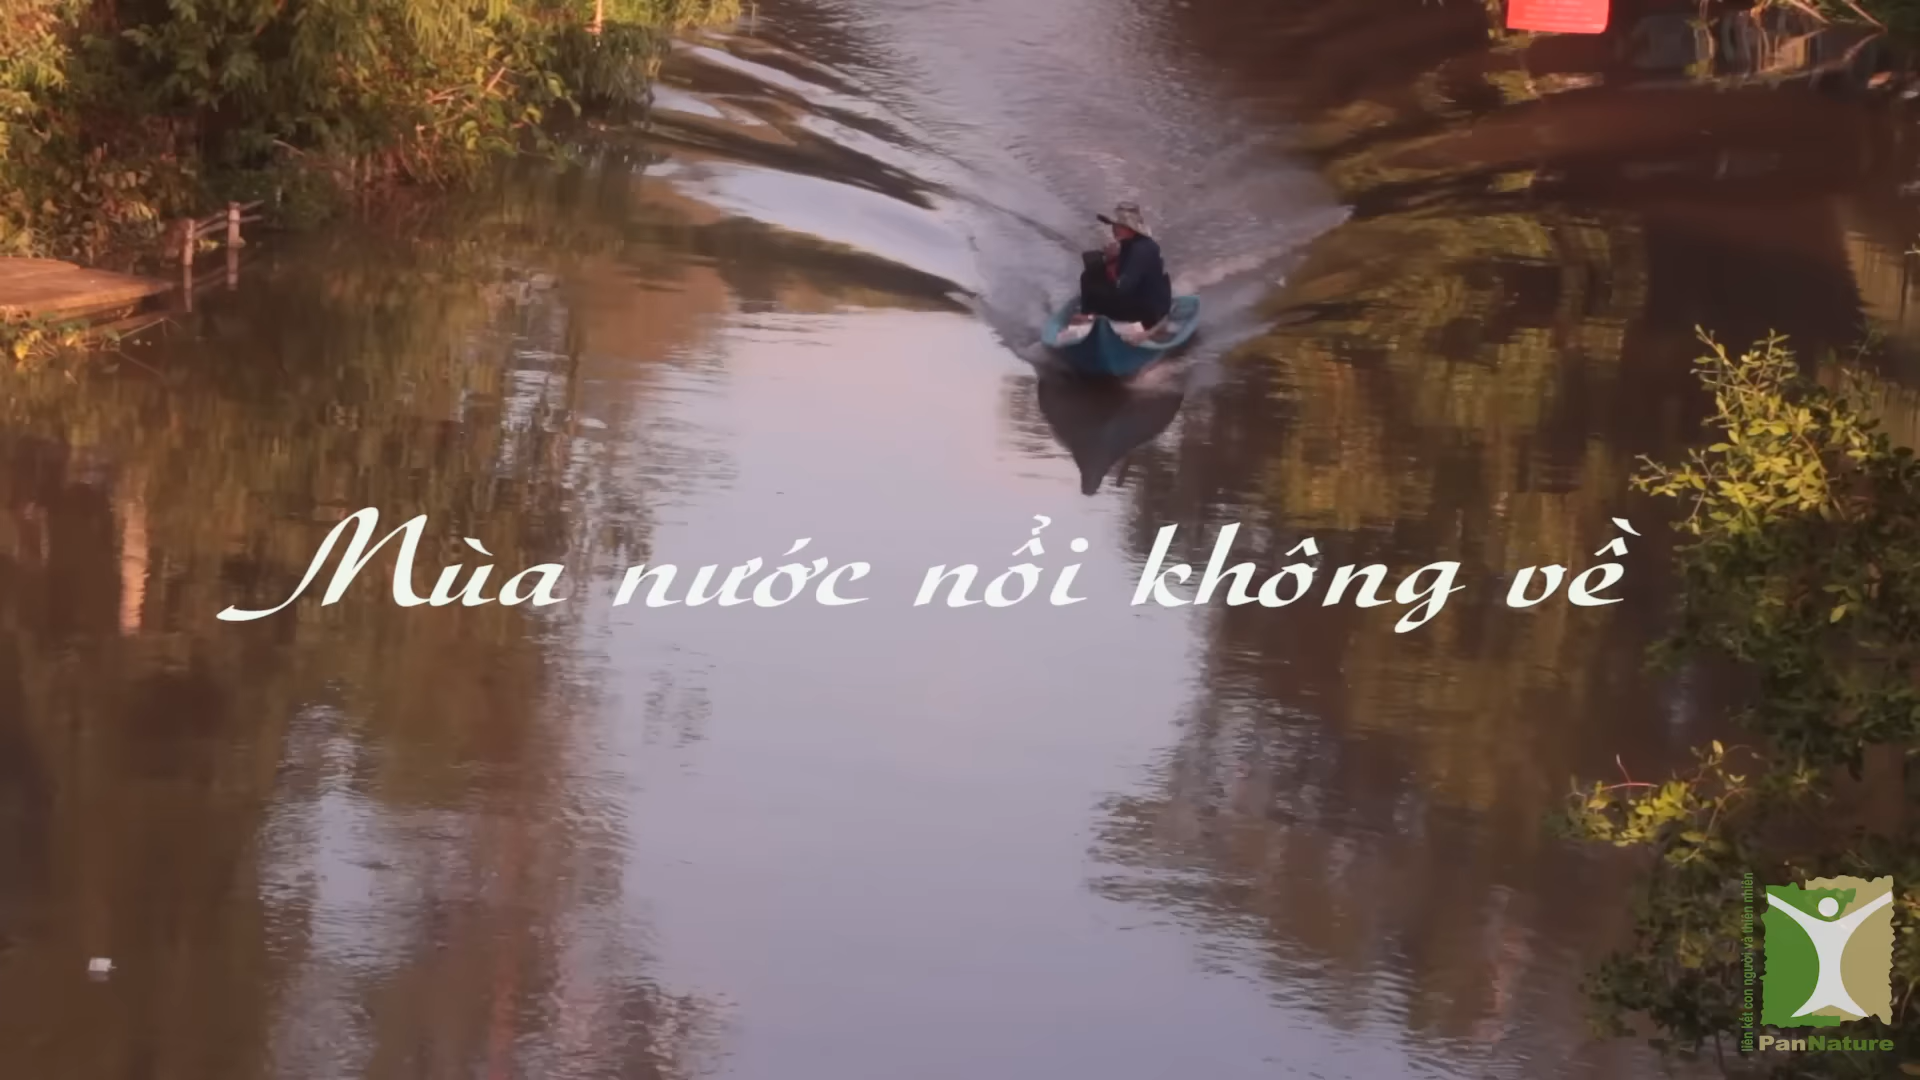 Mùa nước nổi không về
liên kết con người và thiên nhiên
PanNature